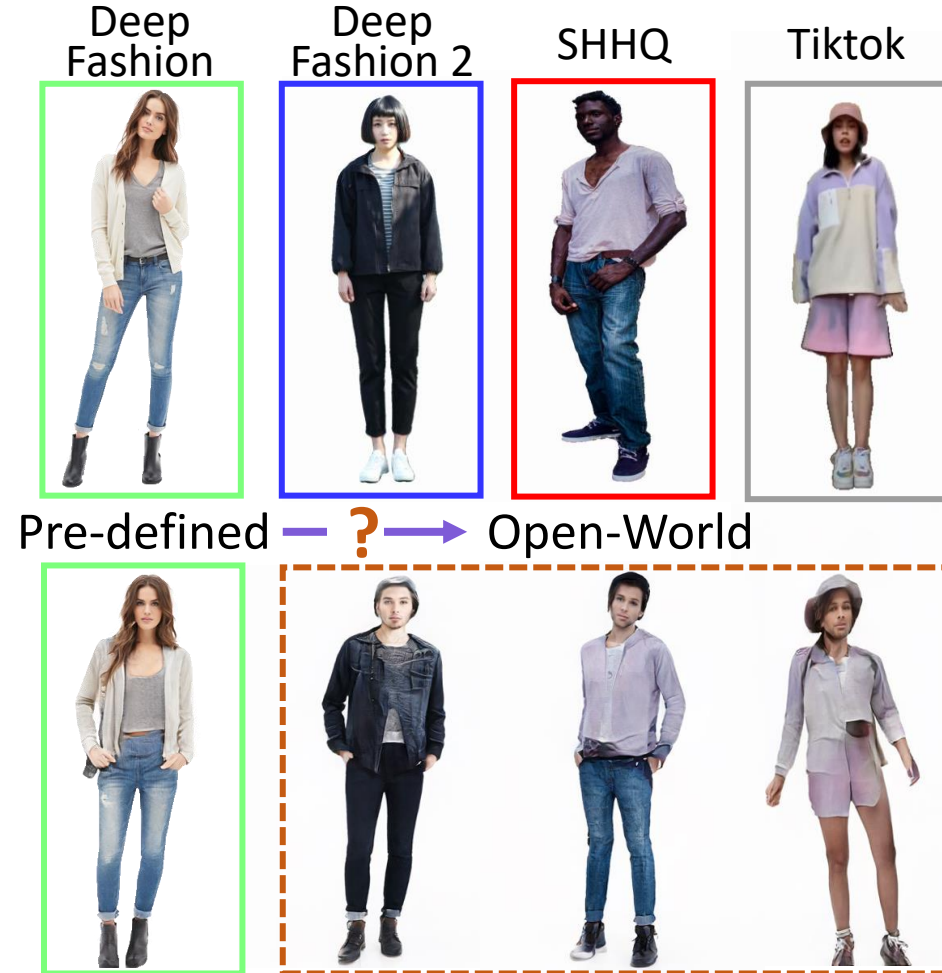 Deep
Fashion
Deep
Fashion 2
SHHQ
Tiktok
Pre-defined ? Open-World